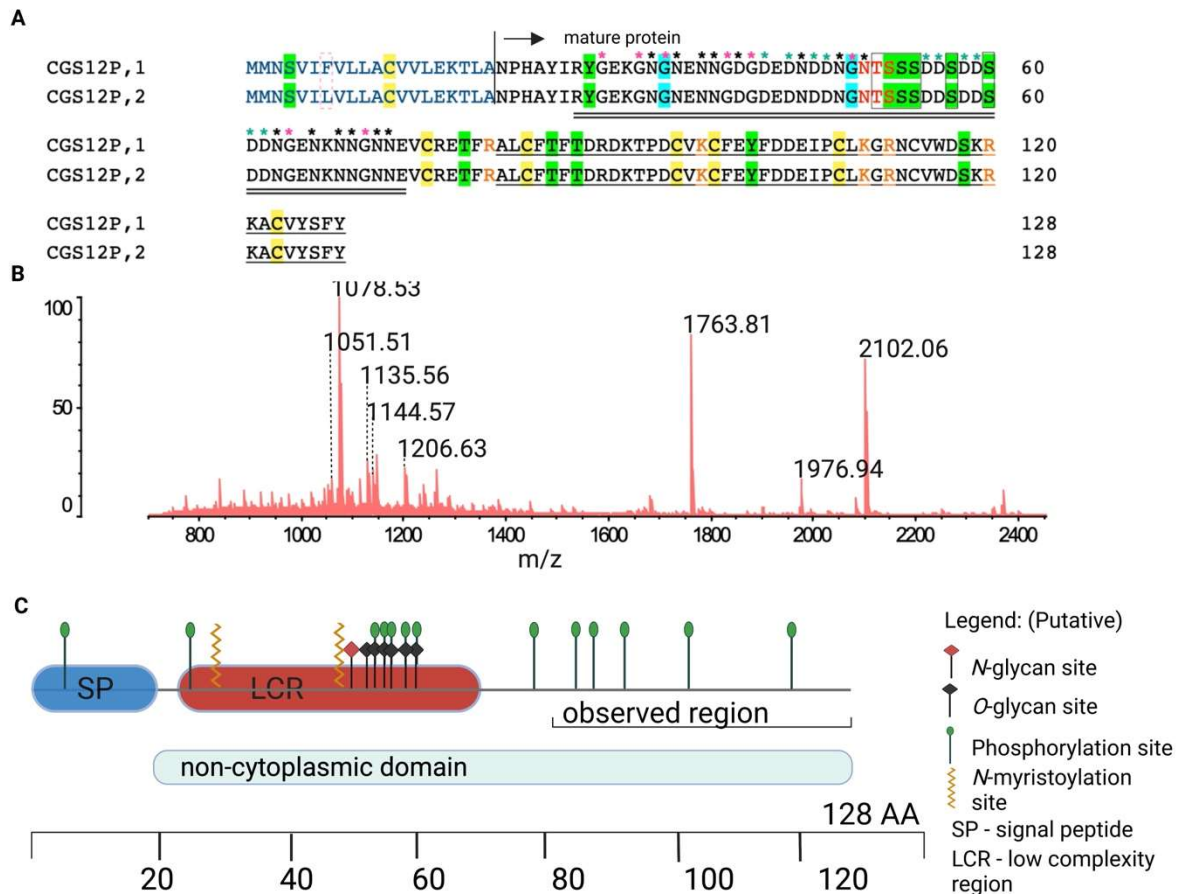 A
mature protein
CGS12P,1 MMNSVIFVLLACVVLEKTLANPHAYIRYGEKGNGNENNGDGDEDNDDNGNTSSSDDSDDS 60
CGS12P,2 MMNSVILVLLACVVLEKTLANPHAYIRYGEKGNGNENNGDGDEDNDDNGNTSSSDDSDDS 60
CGS12P,1 DDNGENKNNGNNEVCRETFRALCFTFTDRDKTPDCVKCFEYFDDEIPCLKGRNCVWDSKR 120
CGS12P,2 DDNGENKNNGNNEVCRETFRALCFTFTDRDKTPDCVKCFEYFDDEIPCLKGRNCVWDSKR 120
CGS12P,1 KACVYSFY 128
CGS12P,2 KACVYSFY 128
B
100
50
0
1078.53
1051.51
1135.56
1144.57
1206.63
1763.81
1976.94
2102.06
800 1000 1200 1400 1600 1800 2000 2200 2400
m/z
C
SP
LCR
observed region
non-cytoplasmic domain
128 AA
20 40 60 80 100 120
Legend: (Putative)
N-glycan site
O-glycan site
Phosphorylation site
N-myristoylation
site
SP - signal peptide
LCR - low complexity
region